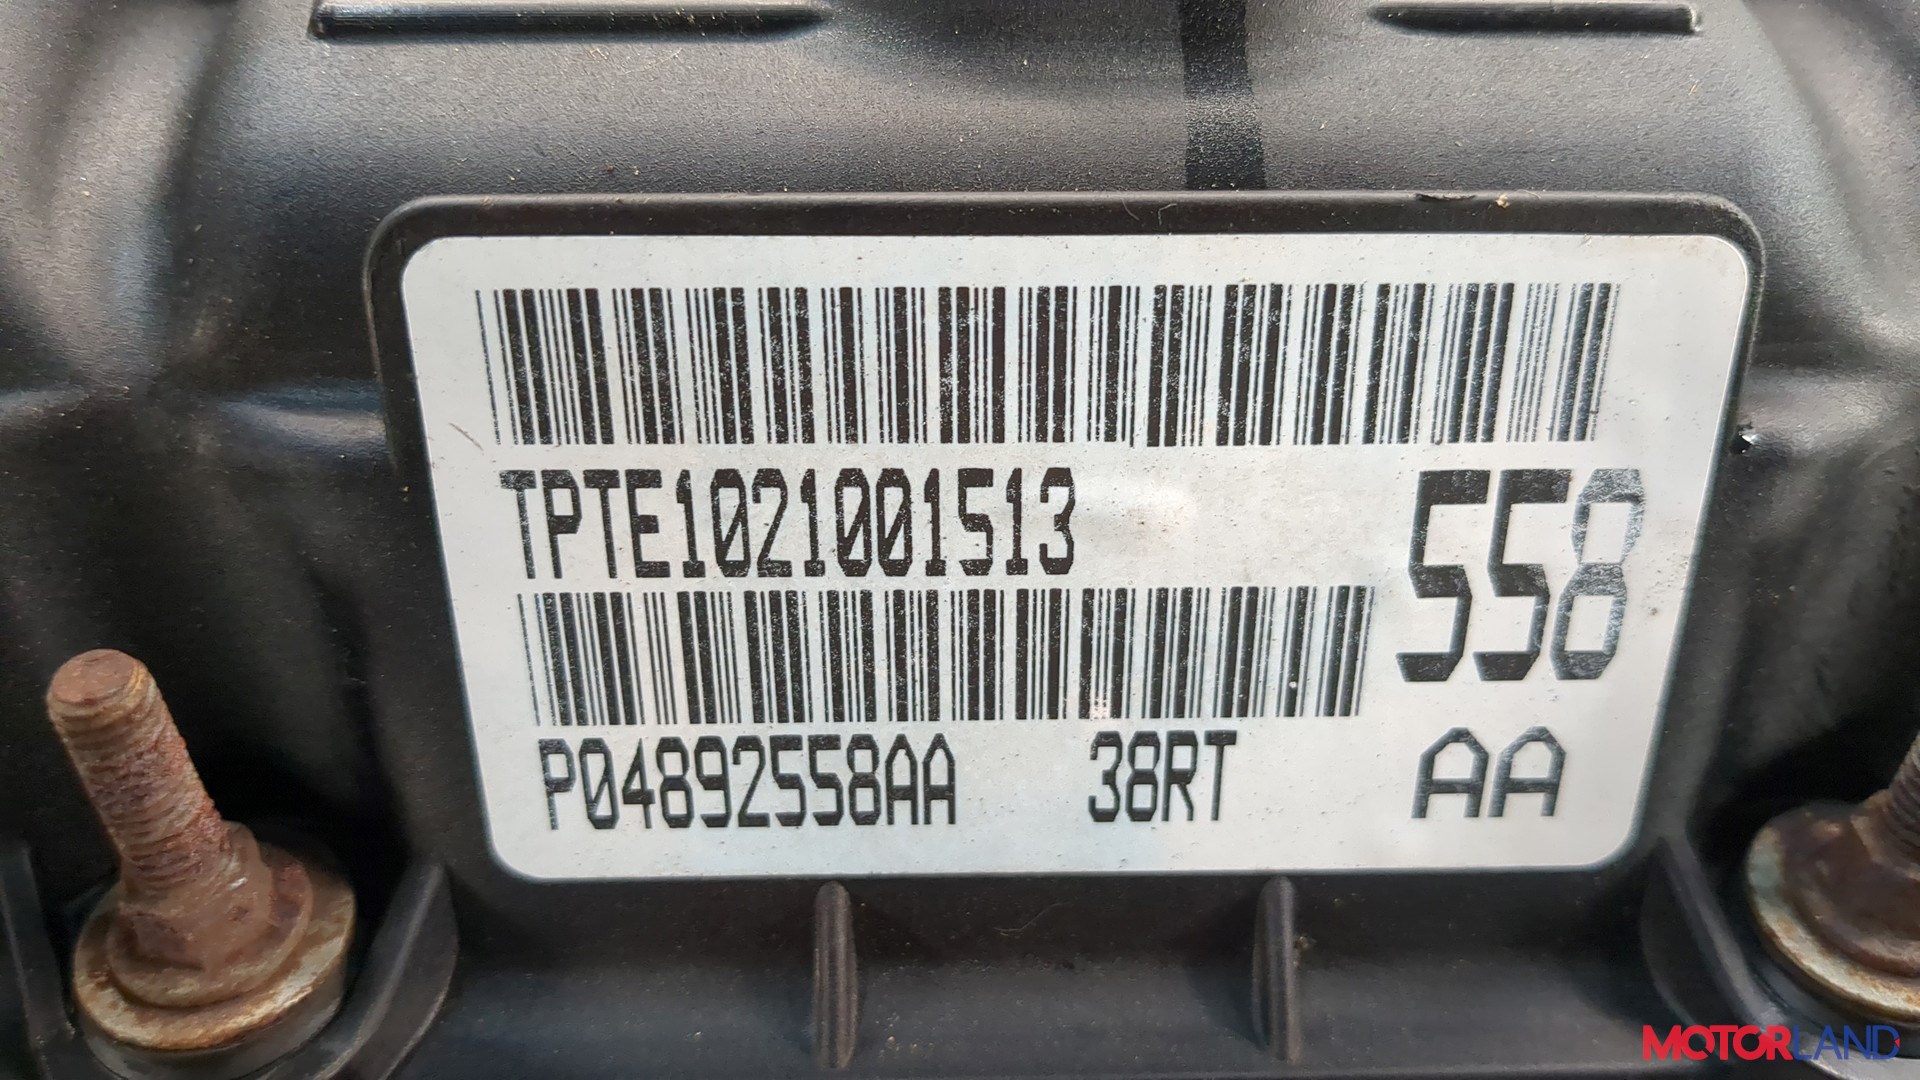 TPTE1021001513
558
P04892558AA 38RT AA
MOTORLAND